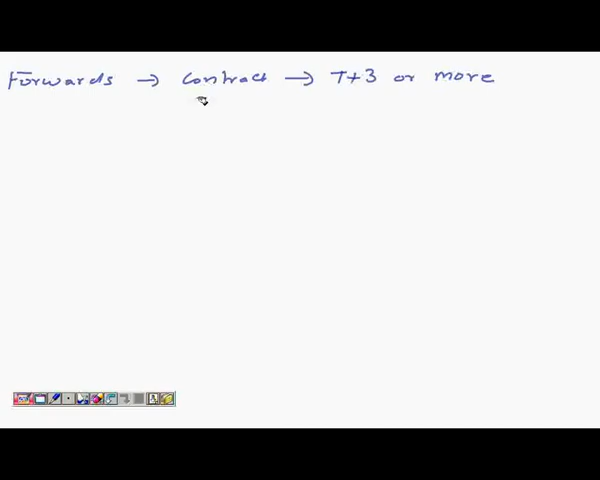 Forwards → contract → T+3 or more